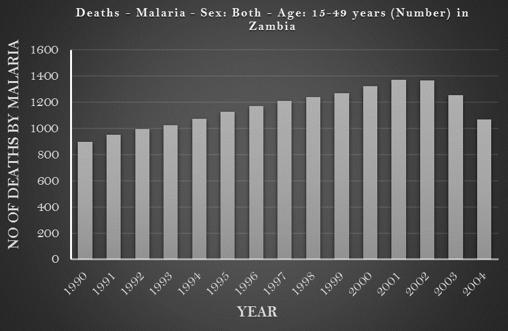 Deaths - Malaria - Sex: Both - Age: 15-49 years (Number) in
Zambia
NO OF DEATHS BY MALARIA
1600
1400
1200
1000
800
600
400
200
0
1990 1991 1992 1993 1994 1995 1996 1997 1998 1999 2000 2001 2002 2003 2004
YEAR